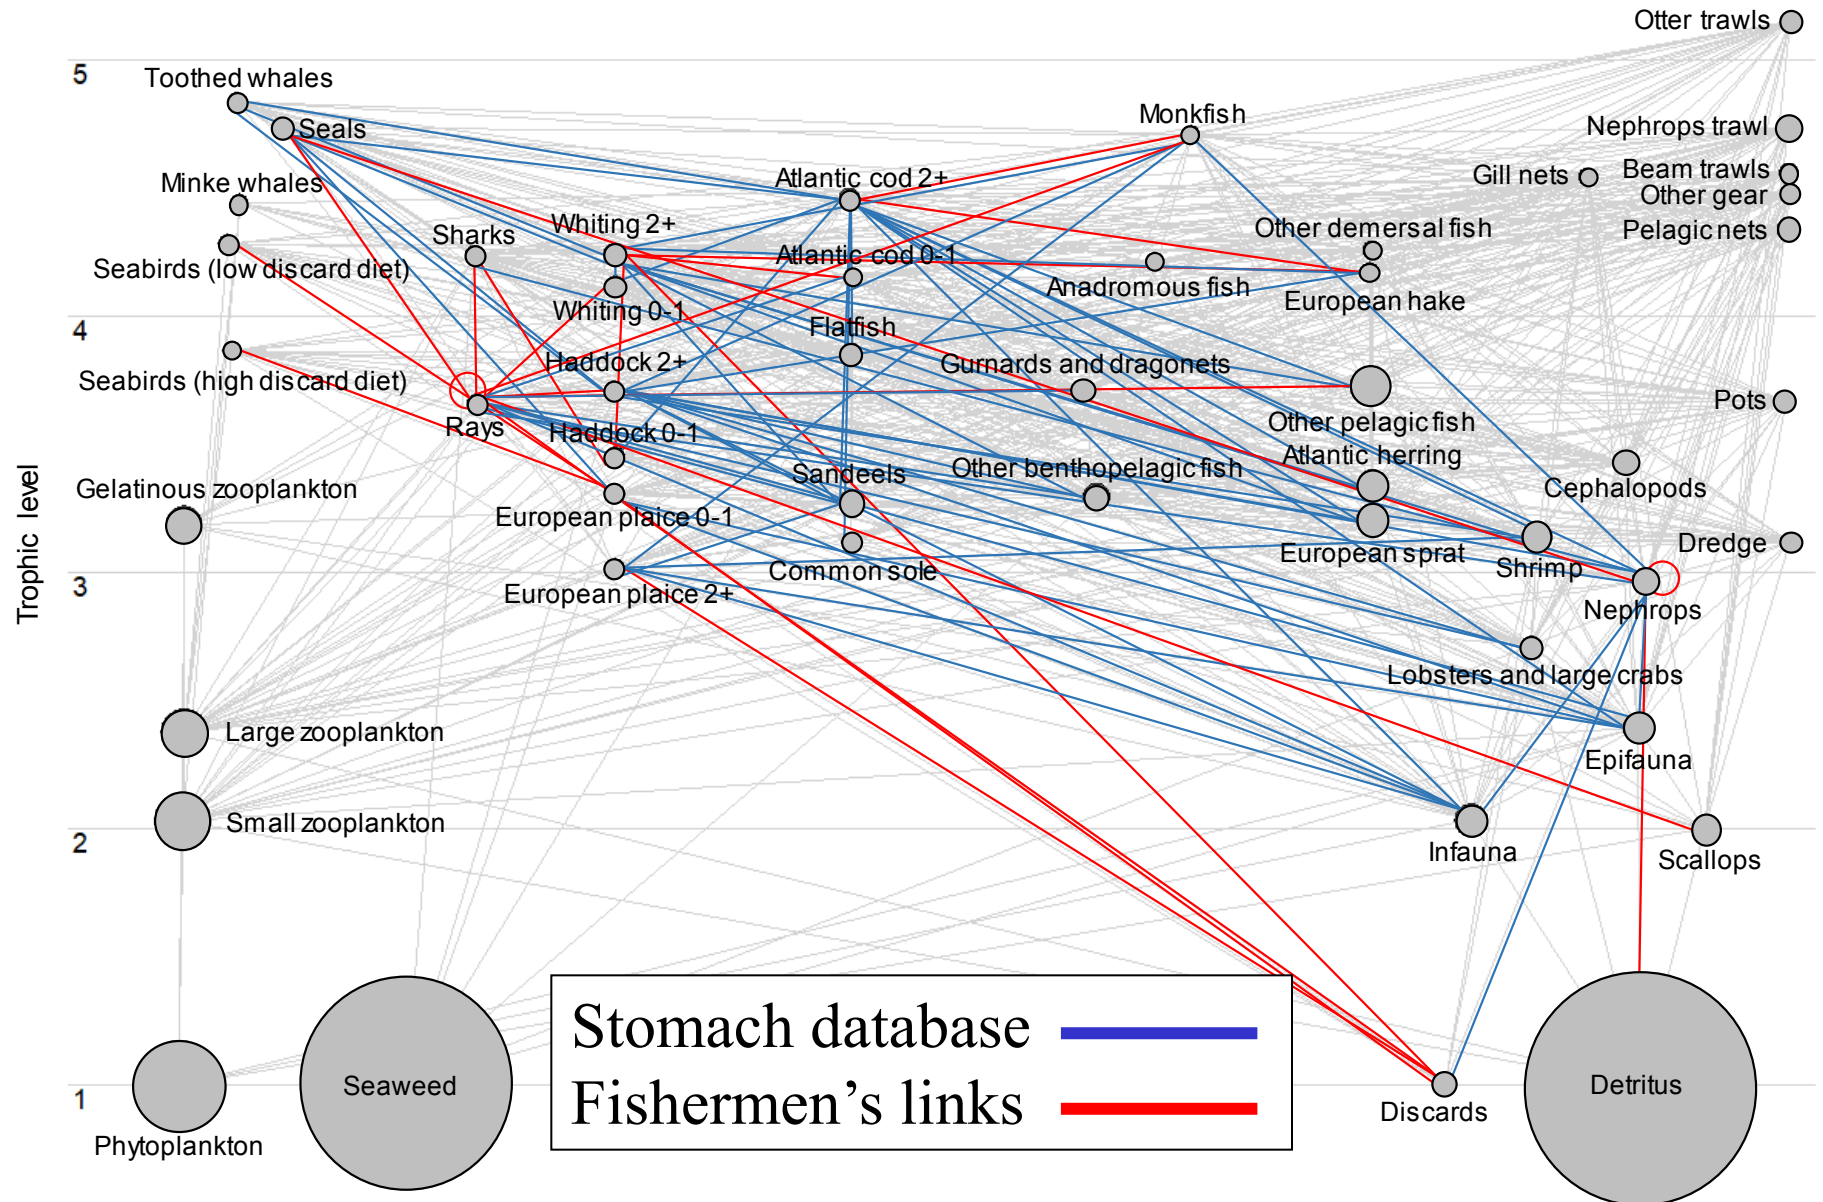 Otter trawls
5
Toothed whales
Seals
Monkfish
Nephrops trawl
Minke whales
Atlantic cod 2+
Gill nets
Beam trawls
Other gear
Whiting 2+
Sharks
Other demersal fish
Pelagic nets
Seabirds (low discard diet)
Atlantic cod 0-1
Anadromous fish
European hake
Whiting 0-1
4
Flatfish
Haddock 2+
Gurnards and dragonets
Seabirds (high discard diet)
Pots
Rays
Haddock 0-1
Other pelagic fish
Atlantic herring
Trophic level
Gelatinous zooplankton
Sandeels
Other benthopelagic fish
Cephalopods
European plaice 0-1
European sprat
Shrimp
Dredge
3
Common sole
European plaice 2+
Nephrops
Lobsters and large crabs
Large zooplankton
Epifauna
Small zooplankton
2
Infauna
Scallops
Stomach database
Fishermen’s links
1
Seaweed
Detritus
Discards
Phytoplankton